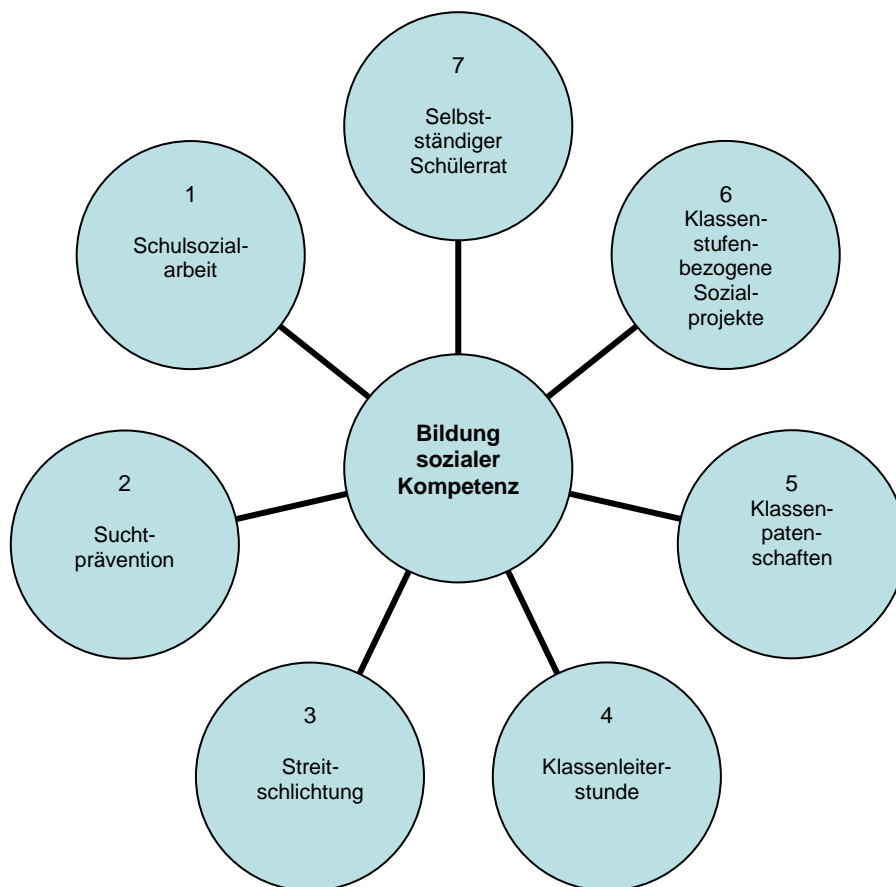 7
Selbst-
ständiger
Schülerrat
1
Schulsozial-
arbeit
6
Klassen-
stufen-
bezogene
Sozial-
projekte
Bildung
sozialer
Kompetenz
2
Sucht-
prävention
5
Klassen-
paten-
schaften
3
Streit-
schlichtung
4
Klassenleiter-
stunde